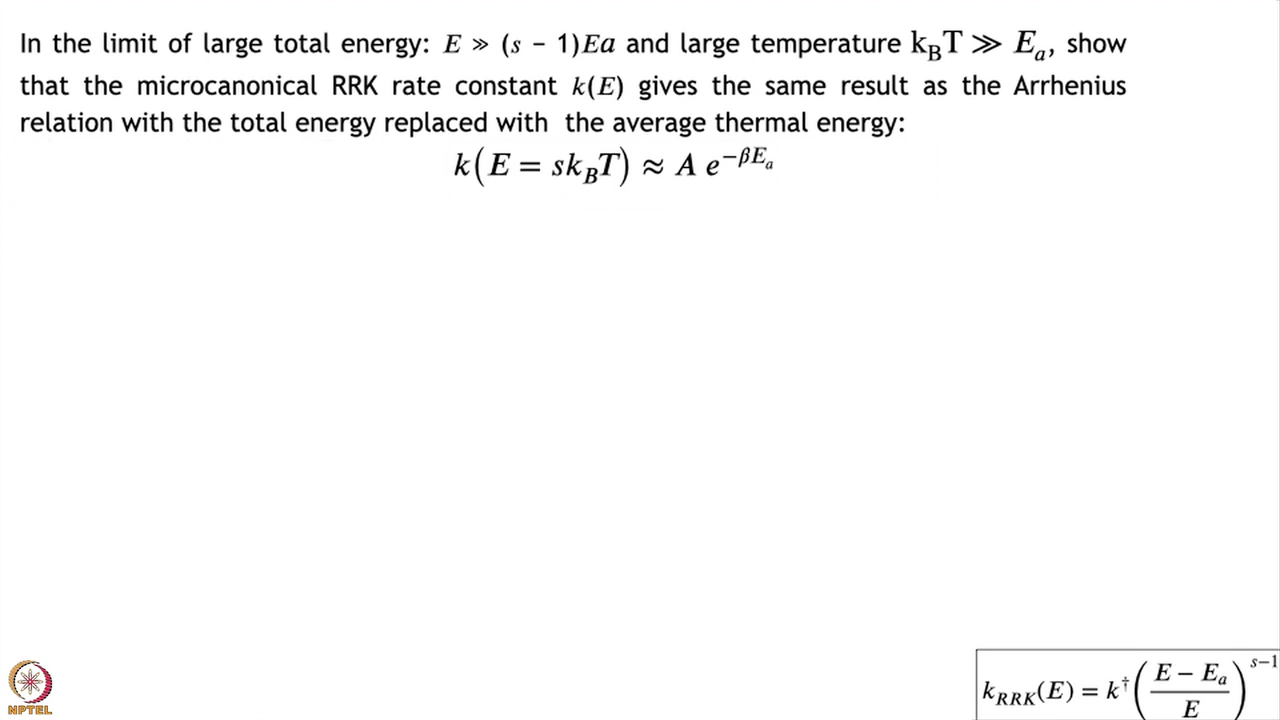 In the limit of large total energy: E ≫ (s − 1)Ea and large temperature k_BT ≫ E_a, show
that the microcanonical RRK rate constant k(E) gives the same result as the Arrhenius
relation with the total energy replaced with the average thermal energy:
k(E = sk_BT) ≈ A e^{−βE_a}
k_{RRK}(E) = k^† ((E − E_a)/E)^{s−1}
NPTEL